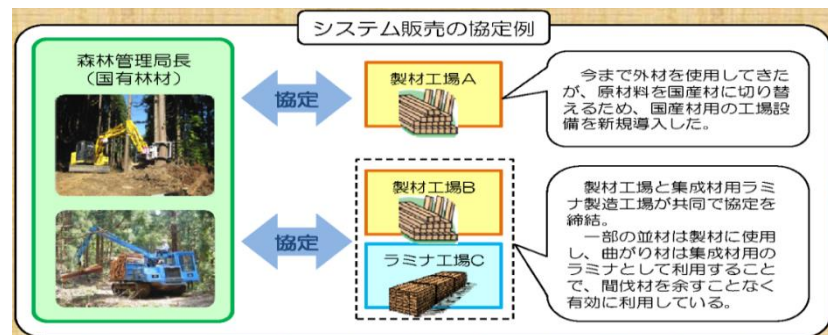 システム販売の協定例
森林管理局長
（国有林材）
協定
製材工場A
今まで外材を使用してきた
が、原材料を国産材に切り替
えるため、国産材用の工場設
備を新規導入した。
協定
製材工場B
ラミナ工場C
製材工場と集成材用ラミ
ナ製造工場が共同で協定を
締結。
一部の並材は製材に使用
し、曲がり材は集成材用の
ラミナとして利用すること
で、間伐材を余すことなく
有効に利用している。